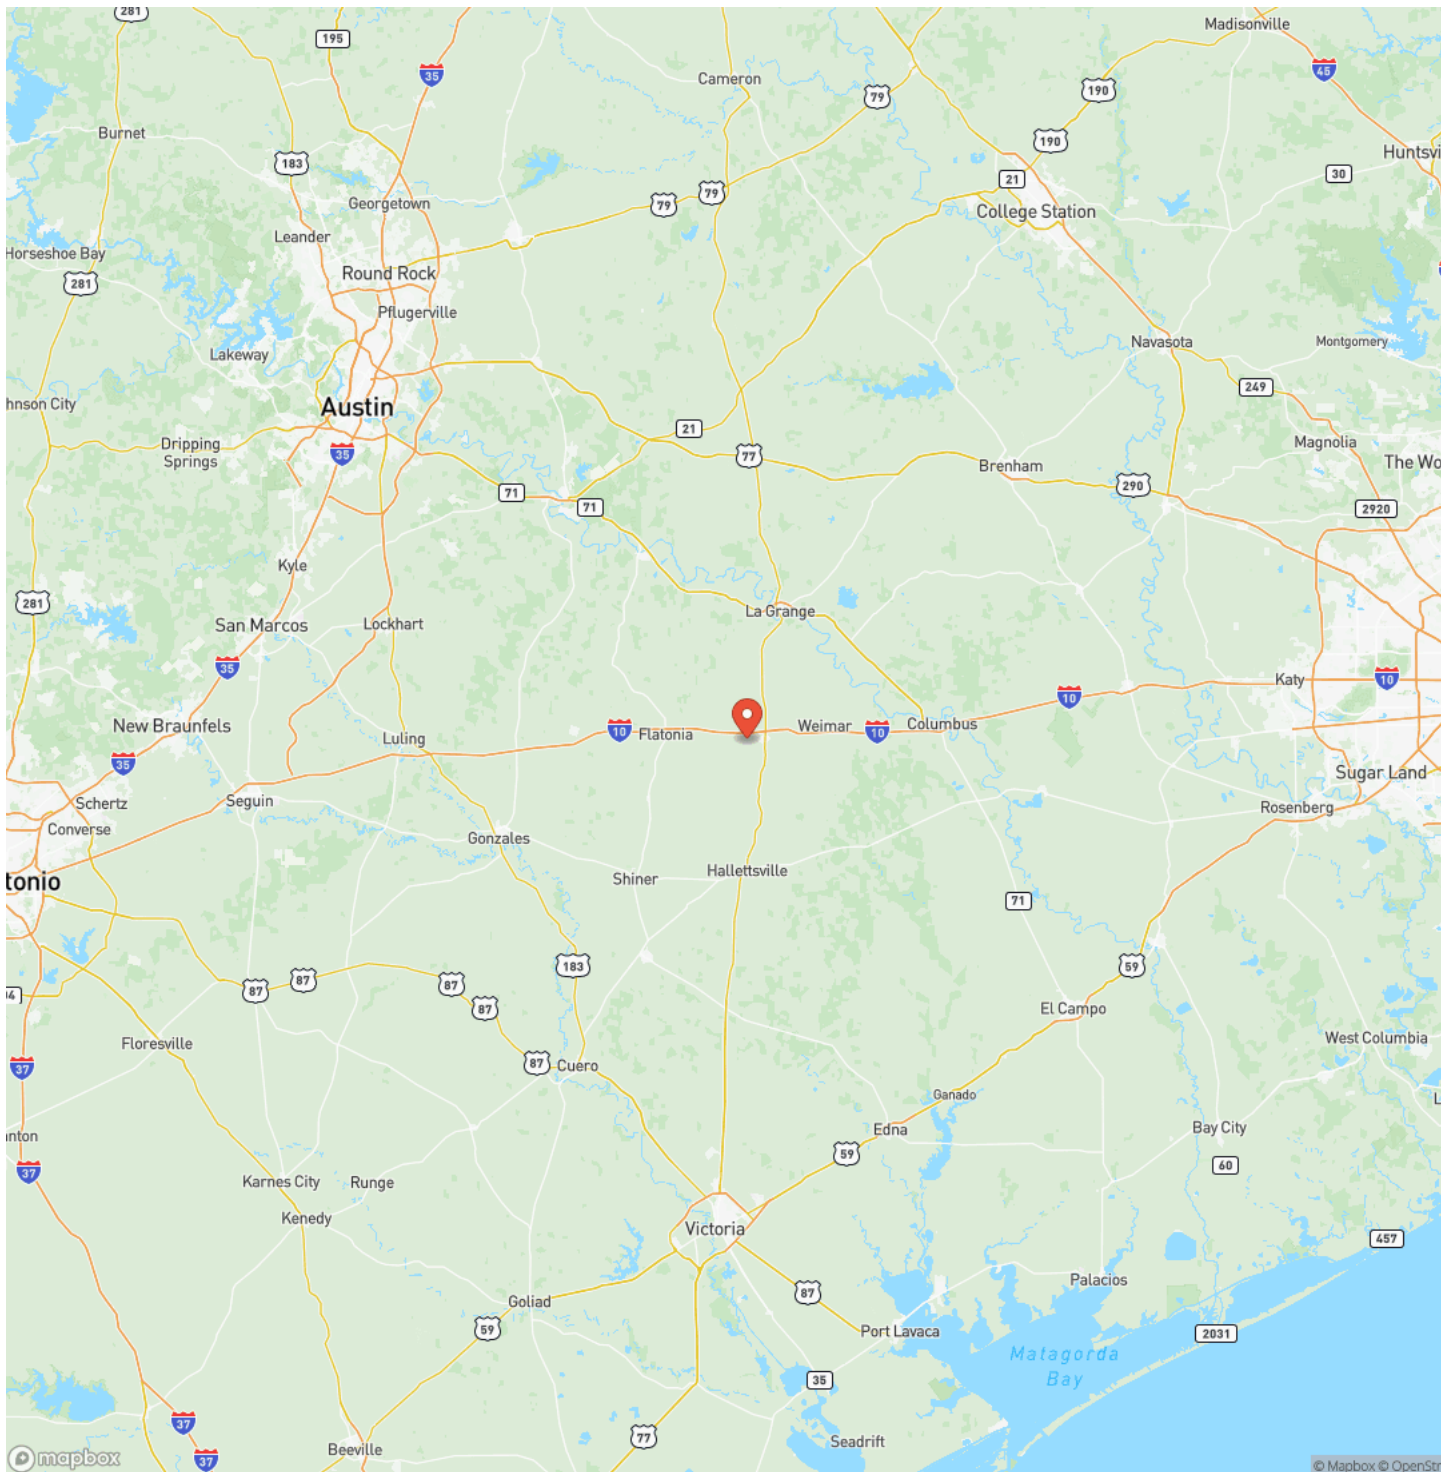 281
195
Madisonville
35
Cameron
45
79
190
Burnet
183
190
Huntsvi
30
21
79
79
Georgetown
College Station
Leander
Horseshoe Bay
Round Rock
281
Pflugerville
Navasota
Montgomery
Lakeway
249
hnson City
Austin
21
Dripping
Springs
Magnolia
35
77
Brenham
The Wo
290
71
71
2920
Kyle
281
La Grange
San Marcos
Lockhart
35
Katy
10
10
New Braunfels
Weimar
Columbus
10
Flatonia
10
Luling
35
Sugar Land
Schertz
Seguin
Rosenberg
Converse
Gonzales
Hallettsville
tonio
Shiner
71
183
59
87
87
87
87
El Campo
Floresville
West Columbia
87
Cuero
37
Ganado
L
Edna
Bay City
nton
59
60
37
Karnes City
Runge
Kenedy
Victoria
457
Palacios
87
Goliad
59
Port Lavaca
2031
Matagorda
Bay
35
37
77
Seadrift
Beeville
37
mapbox
© Mapbox © OpenStr